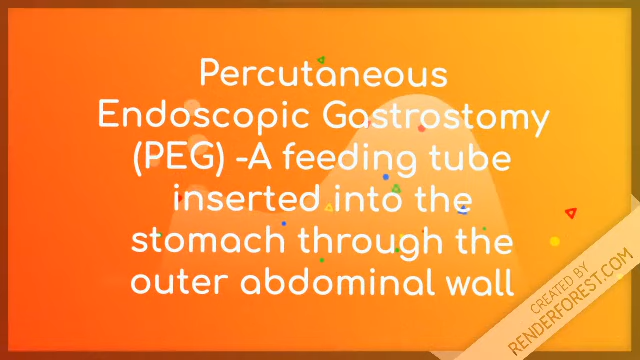 Percutaneous
Endoscopic Gastrostomy
(PEG) -A feeding tube
inserted into the
stomach through the
outer abdominal wall
CREATED BY
RENDERFOREST.COM